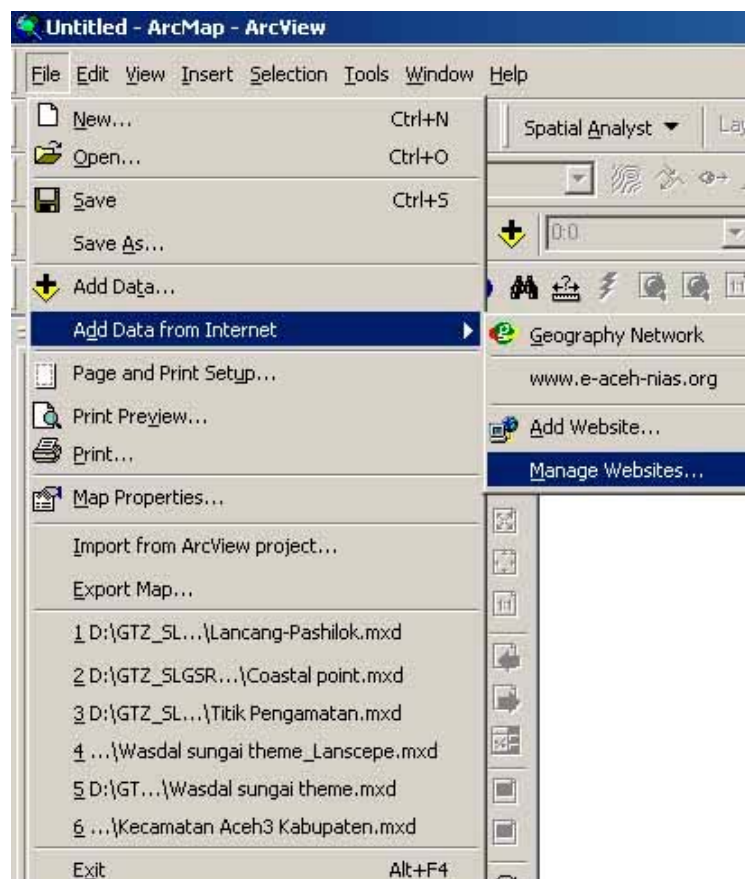 Untitled - ArcMap - ArcView
File Edit View Insert Selection Tools Window Help
New... Ctrl+N
Open... Ctrl+O
Save Ctrl+S
Save As...
Add Data...
Add Data from Internet
Page and Print Setup...
Print Preview...
Print...
Map Properties...
Import from ArcView project...
Export Map...
1 D:\GTZ_SL...\Lancang-Pashilok.mxd
2 D:\GTZ_SLGSR...\Coastal point.mxd
3 D:\GTZ_SL...\Titik Pengamatan.mxd
4 ...\Wasdal sungai theme_Lanscepe.mxd
5 D:\GT...\Wasdal sungai theme.mxd
6 ...\Kecamatan Aceh3 Kabupaten.mxd
Exit Alt+F4
Spatial Analyst
0:0
Geography Network
www.e-aceh-nias.org
Add Website...
Manage Websites...